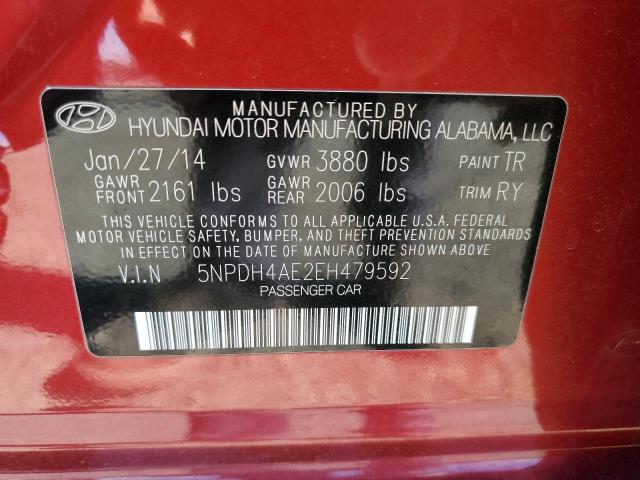 MANUFACTURED BY
HYUNDAI MOTOR MANUFACTURING ALABAMA, LLC
Jan/27/14 GVWR 3880 lbs PAINT TR
GAWR FRONT 2161 lbs GAWR REAR 2006 lbs TRIM RY
THIS VEHICLE CONFORMS TO ALL APPLICABLE U.S.A. FEDERAL
MOTOR VEHICLE SAFETY, BUMPER, AND THEFT PREVENTION STANDARDS
IN EFFECT ON THE DATE OF MANUFACTURE SHOWN ABOVE
V.I.N 5NPDH4AE2EH479592
PASSENGER CAR